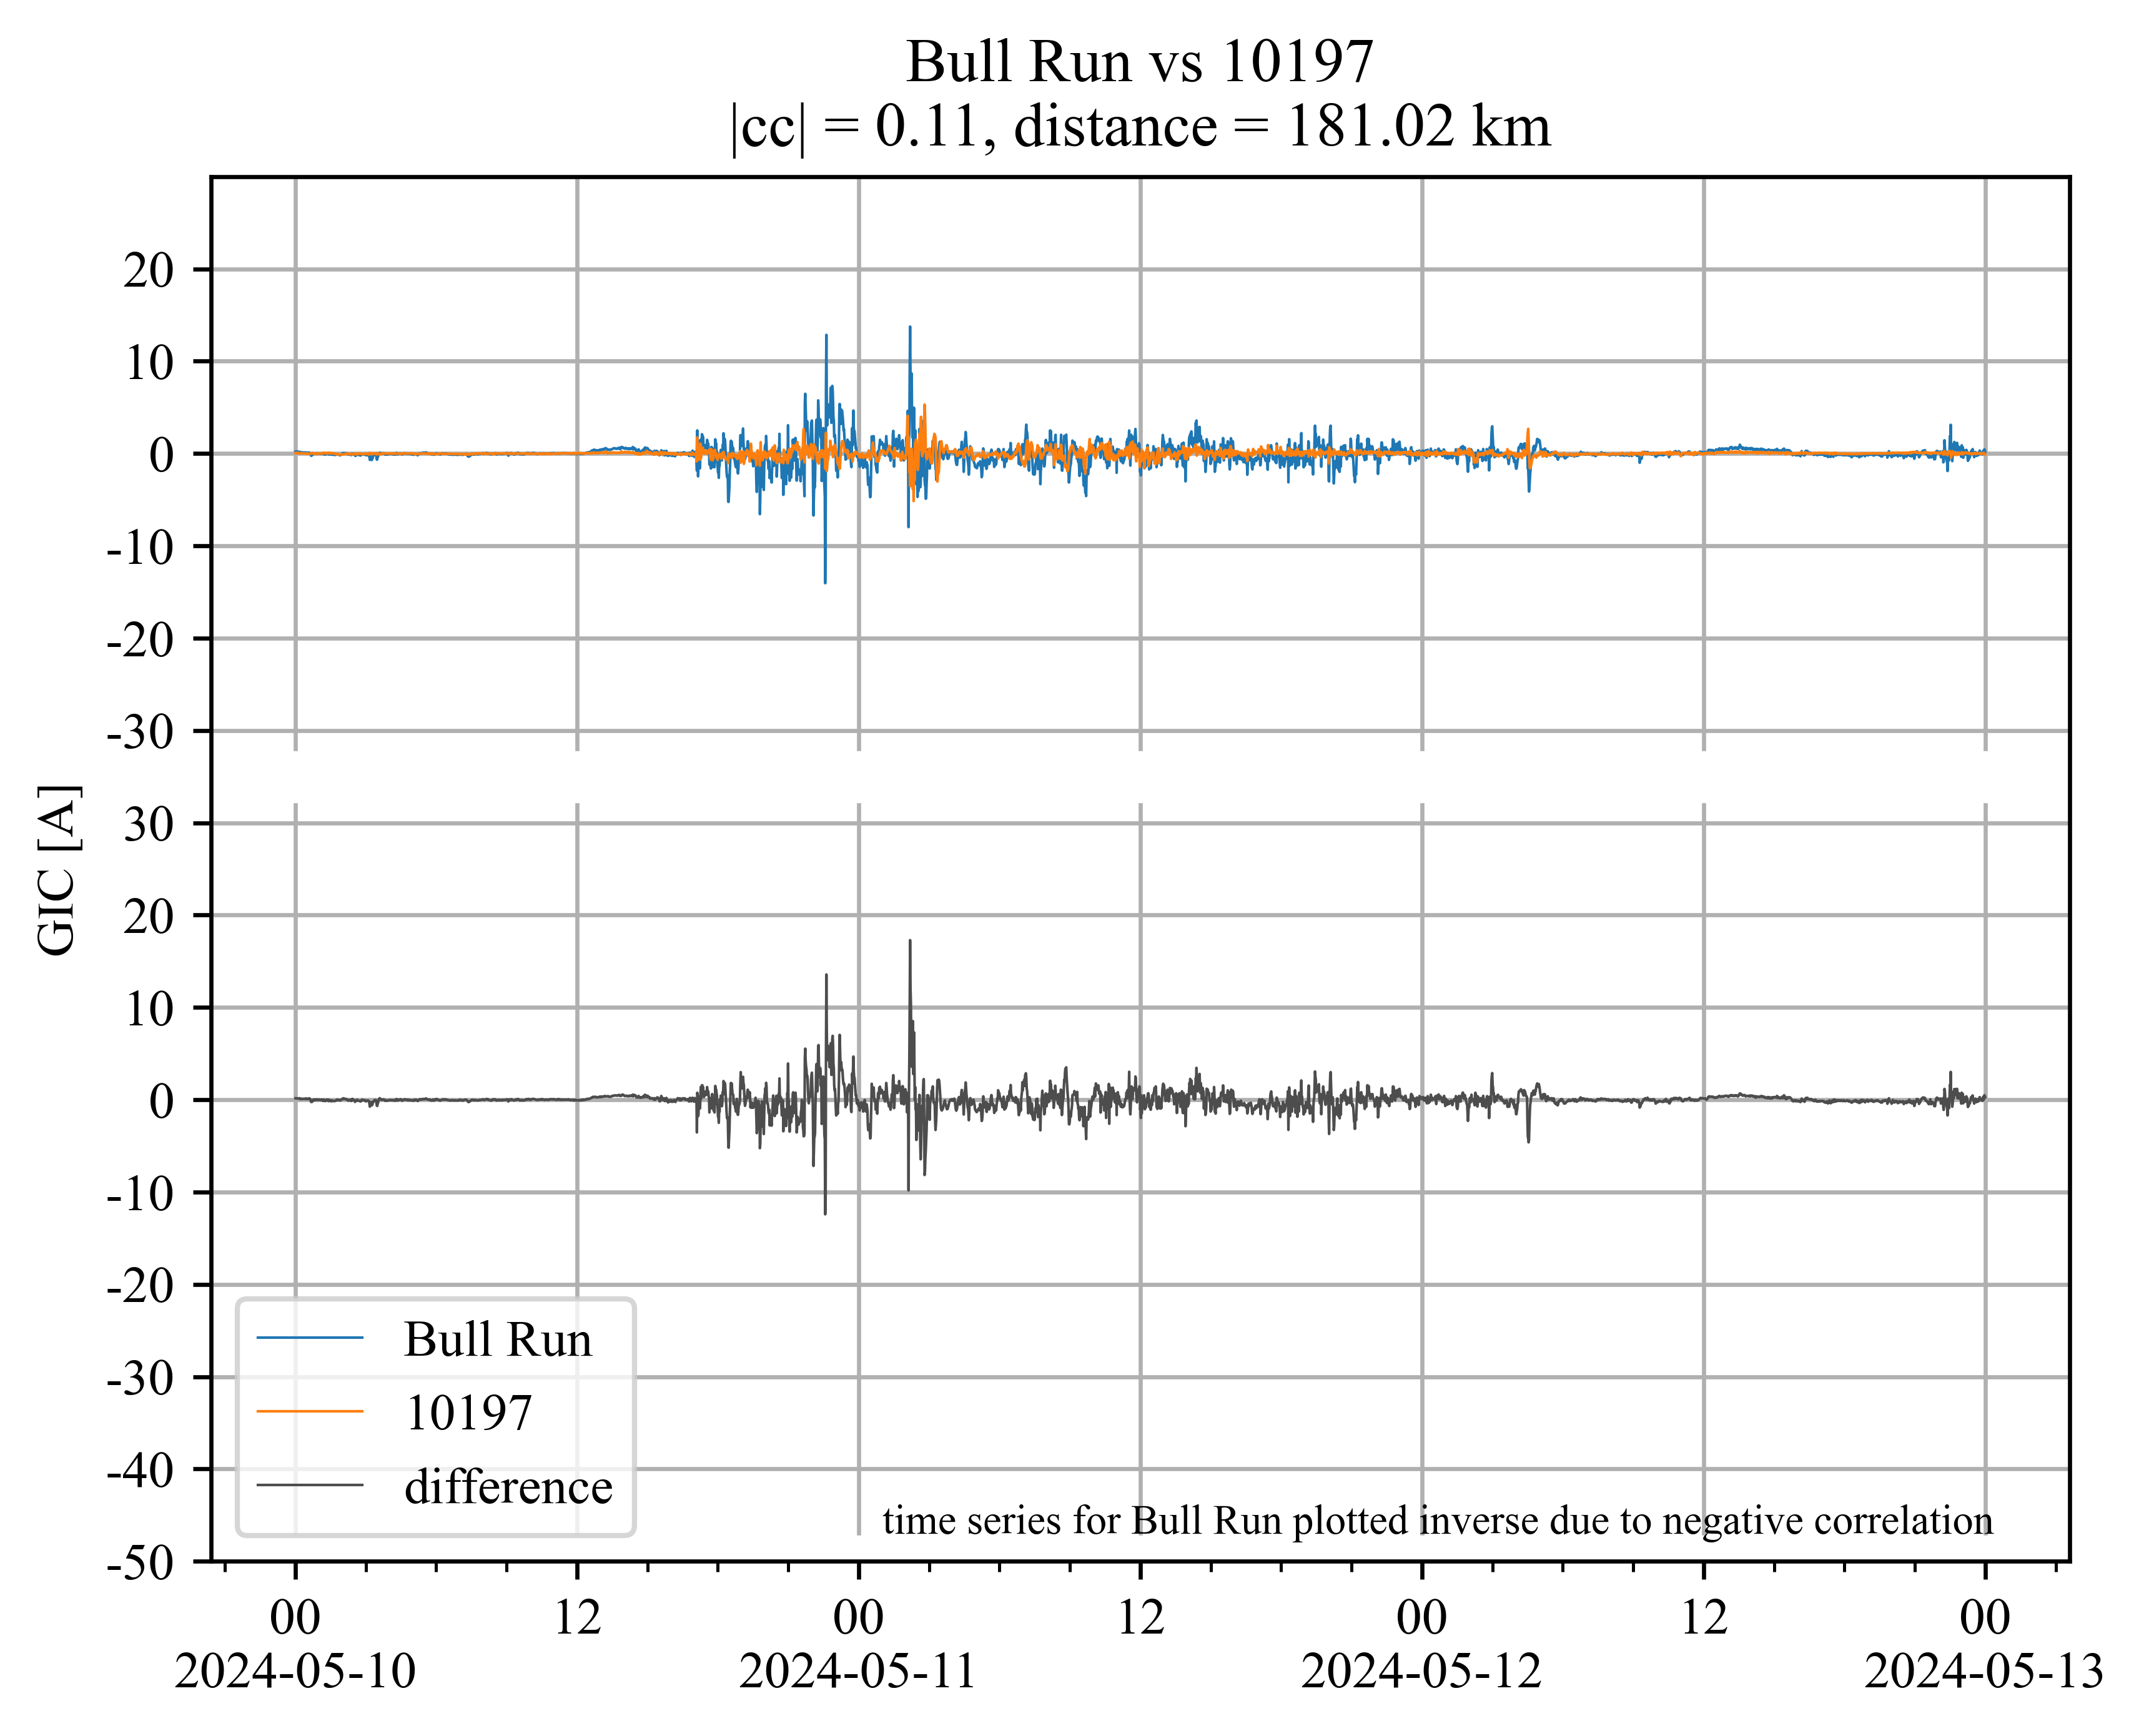 Bull Run vs 10197
|cc| = 0.11, distance = 181.02 km
20
10
0
-10
-20
-30
30
20
10
0
-10
-20
-30
-40
-50
GIC [A]
Bull Run
10197
difference
time series for Bull Run plotted inverse due to negative correlation
00 12 00 12 00 12 00
2024-05-10 2024-05-11 2024-05-12 2024-05-13